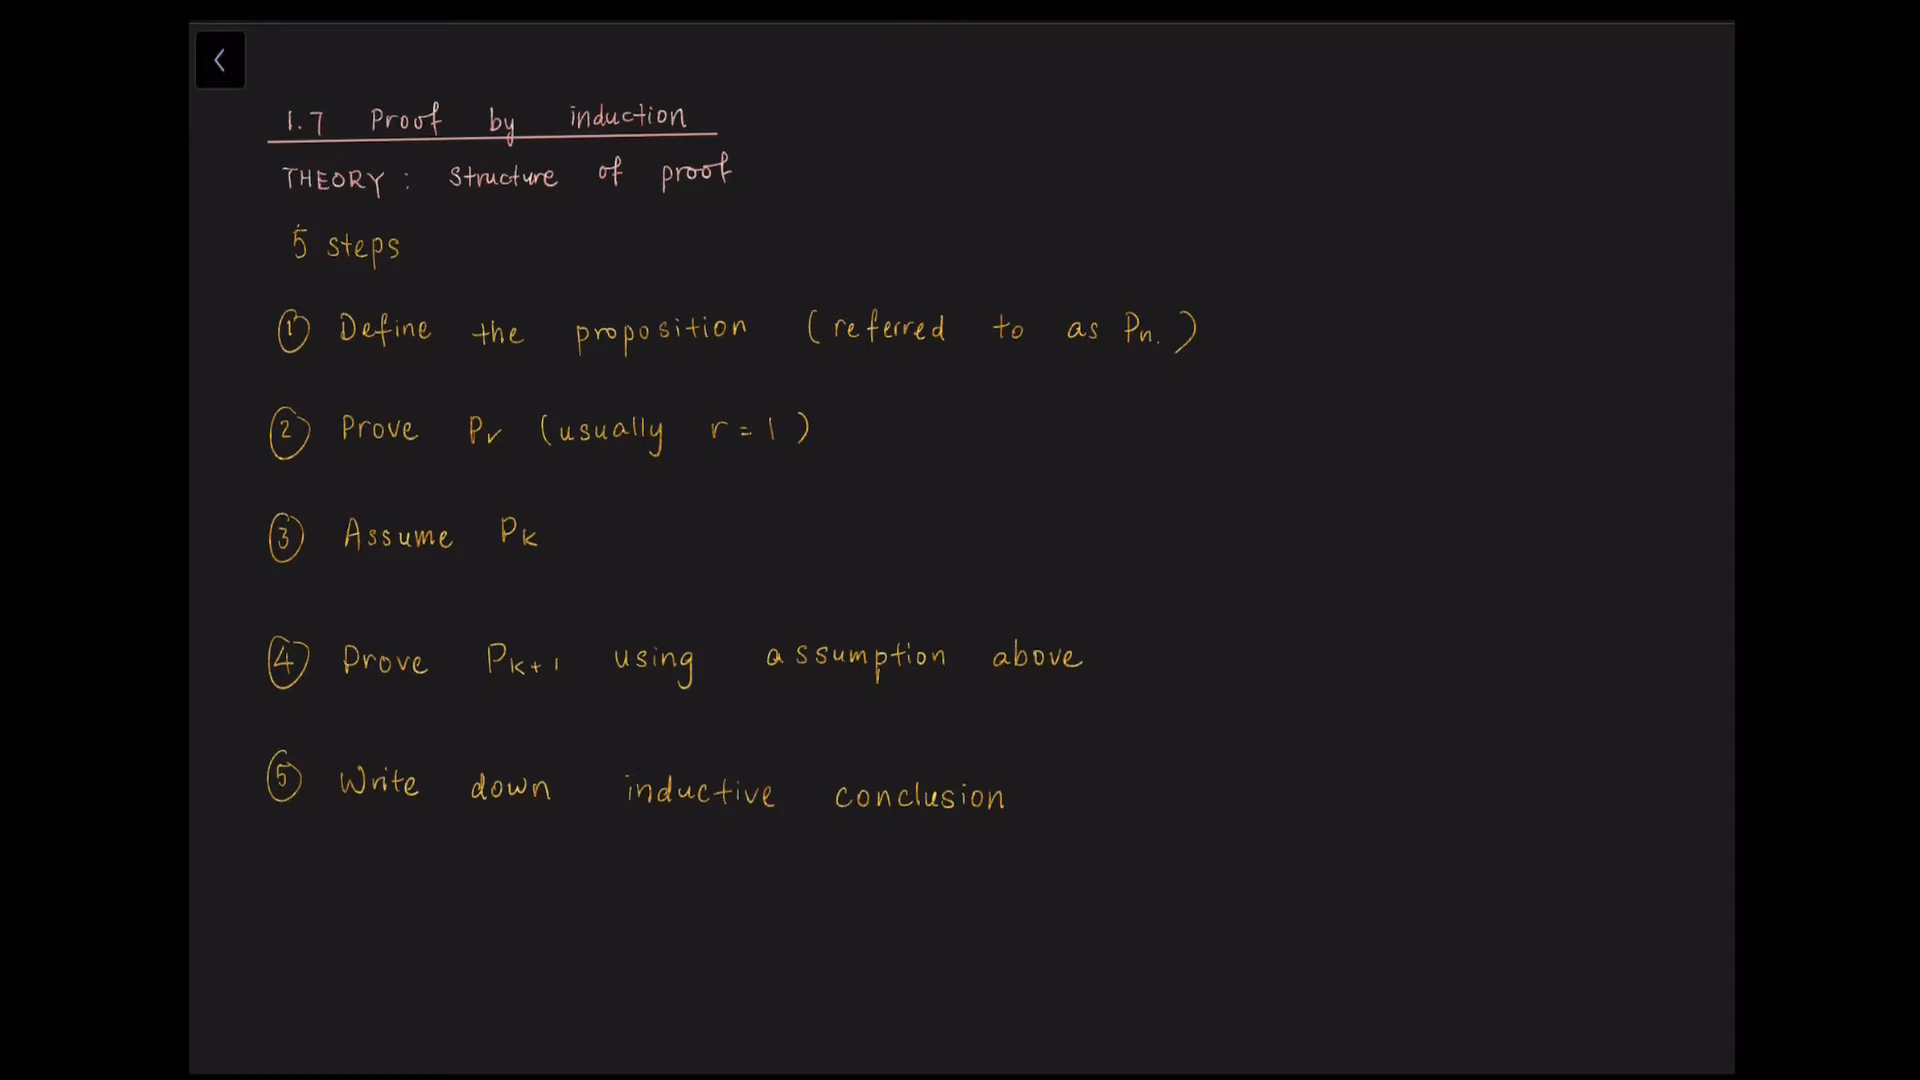 1.7 Proof by induction
THEORY : Structure of proof
5 steps
① Define the proposition (referred to as Pn.)
② Prove Pr (usually r = 1)
③ Assume Pk
④ Prove Pk+1 using assumption above
⑤ Write down inductive conclusion